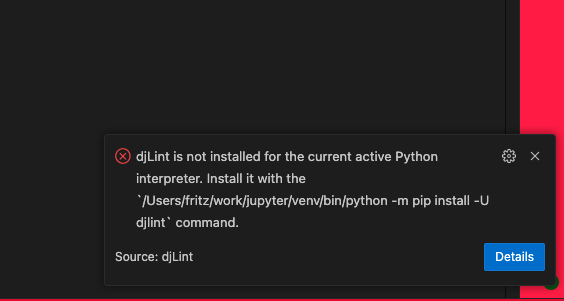 djLint is not installed for the current active Python
interpreter. Install it with the
`/Users/fritz/work/jupyter/venv/bin/python -m pip install -U
djlint` command.
Source: djLint
Details